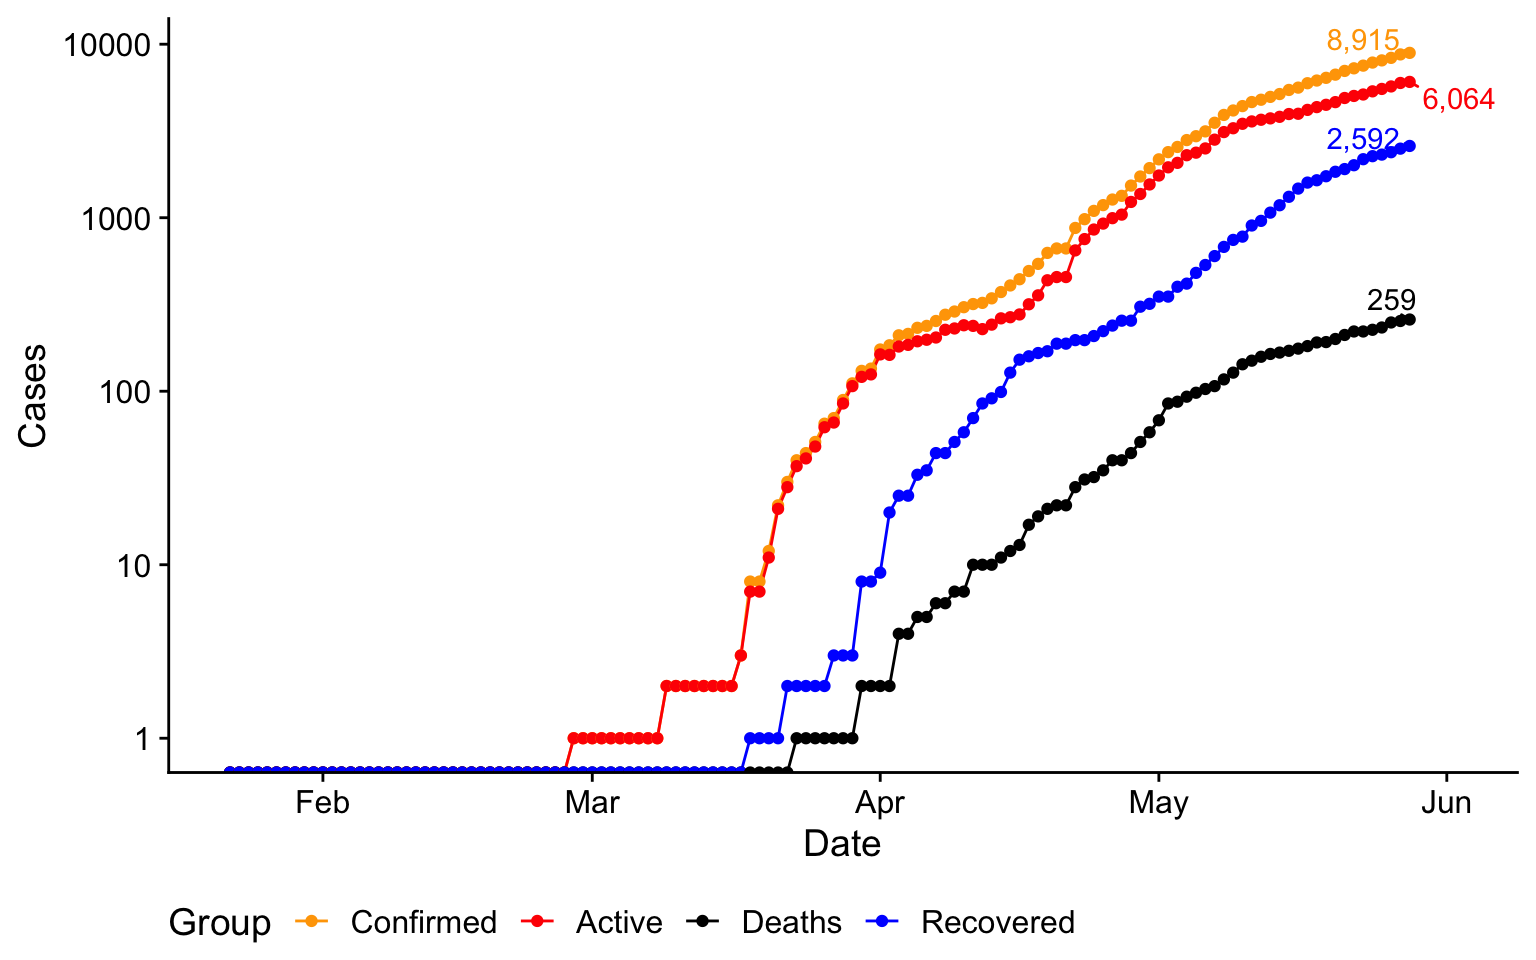 10000
1000
100
10
1
Cases
8,915
6,064
2,592
259
Feb Mar Apr May Jun
Date
Group Confirmed Active Deaths Recovered